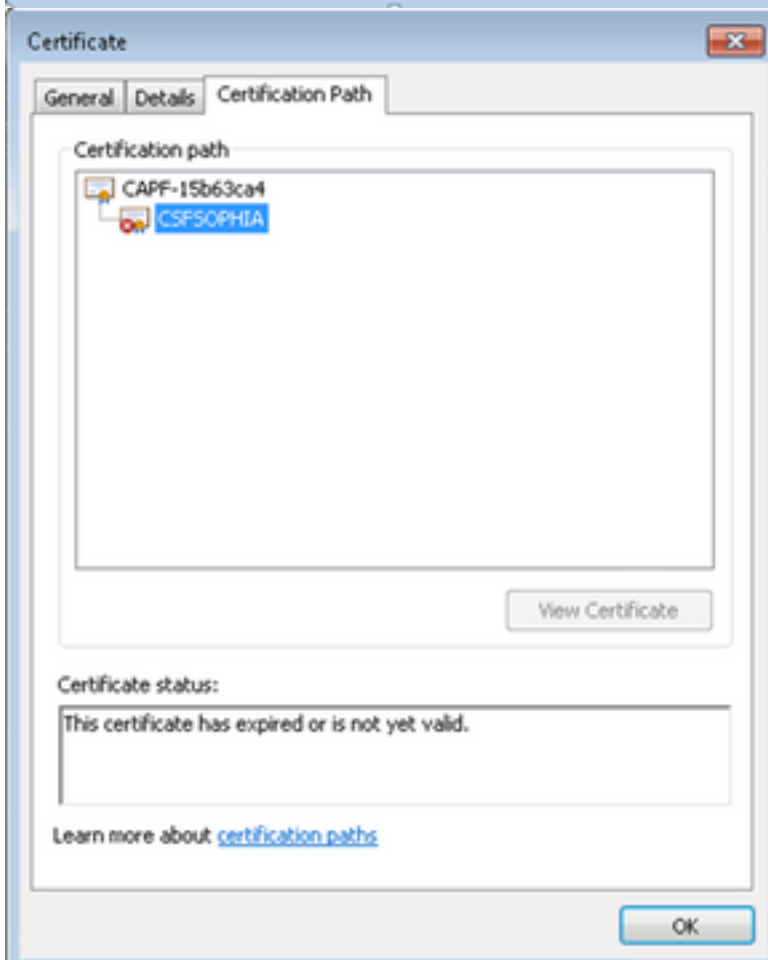 Certificate
General Details Certification Path
Certification path
CAPF-15b63ca4
CSFSOPHIA
View Certificate
Certificate status:
This certificate has expired or is not yet valid.
Learn more about certification paths
OK